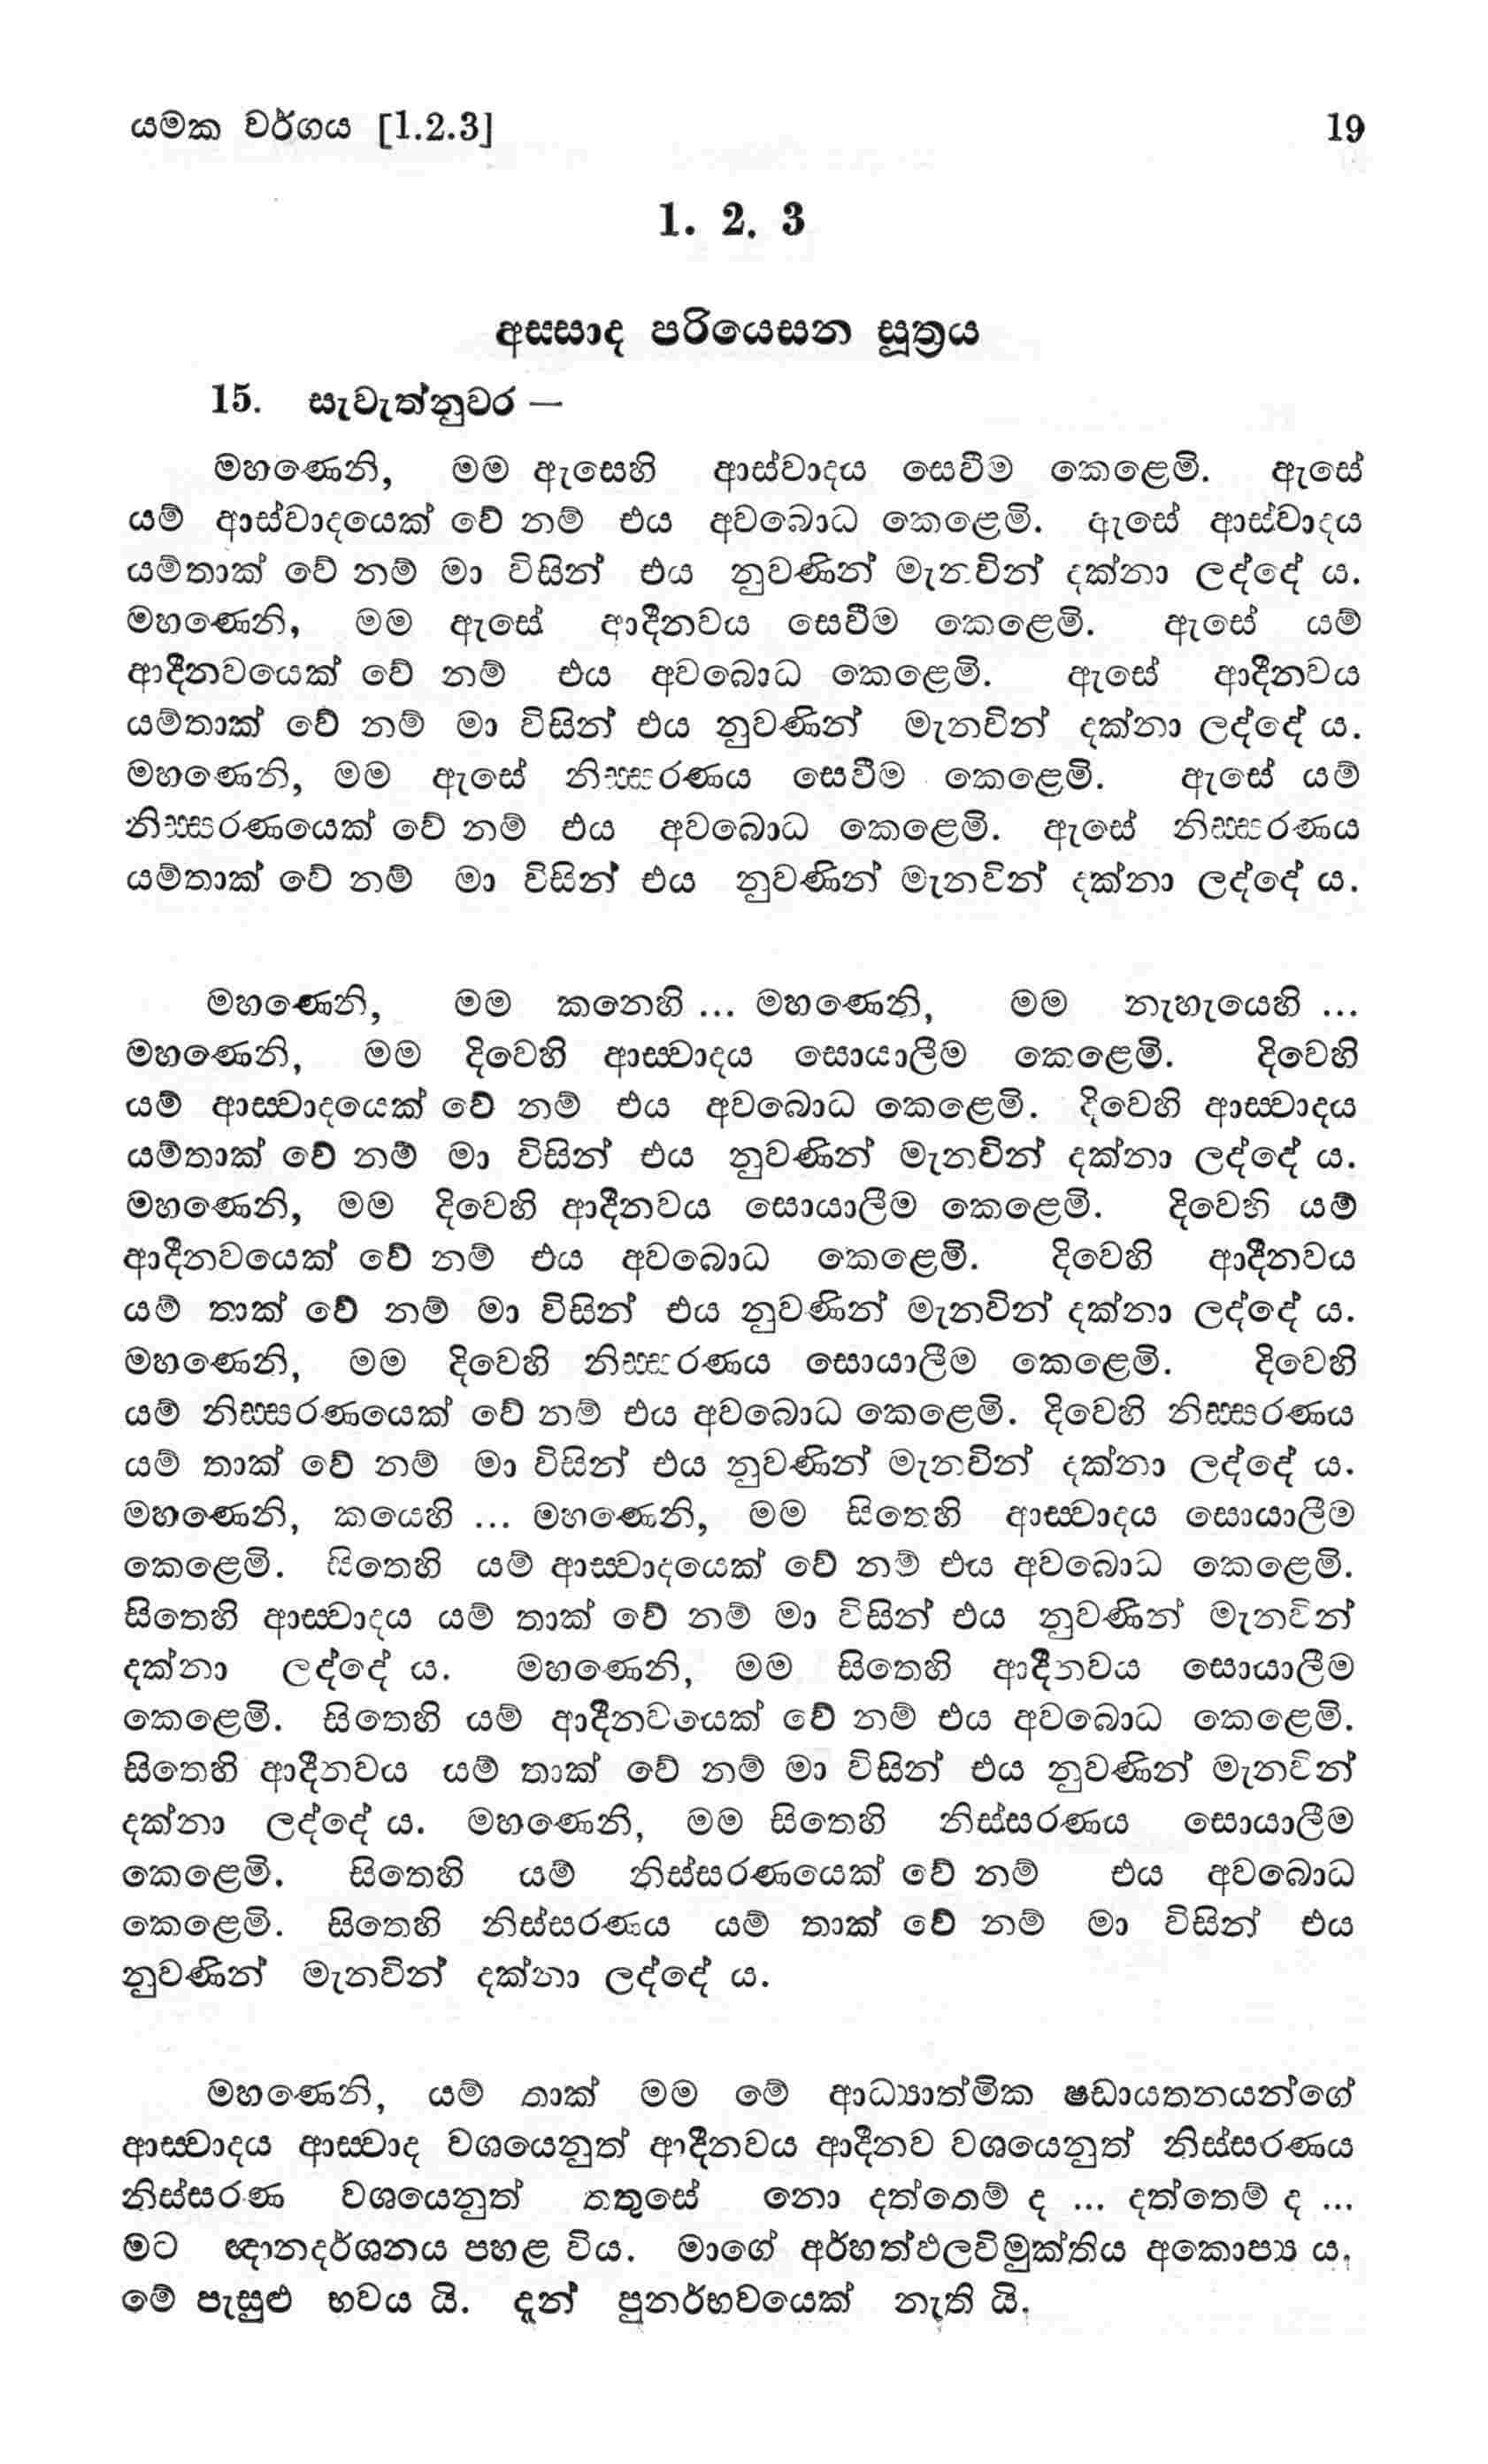 යමක වර්ගය [1.2.3] 19
1. 2. 3
අසසාද පරියෙසන සූත්‍රය
15. සැවැත්නුවර —
මහණෙනි, මම ඇසෙහි ආස්වාදය සෙවීම කෙළෙමි. ඇසේ
යම් ආස්වාදයෙක් වේ නම් එය අවබොධ කෙළෙමි. ඇසේ ආස්වාදය
යම්තාක් වේ නම් මා විසින් එය නුවණින් මැනවින් දක්නා ලද්දේ ය.
මහණෙනි, මම ඇසේ ආදීනවය සෙවීම කෙළෙමි. ඇසේ යම්
ආදීනවයෙක් වේ නම් එය අවබොධ කෙළෙමි. ඇසේ ආදීනවය
යම්තාක් වේ නම් මා විසින් එය නුවණින් මැනවින් දක්නා ලද්දේ ය.
මහණෙනි, මම ඇසේ නිස්සරණය සෙවීම කෙළෙමි. ඇසේ යම්
නිස්සරණයෙක් වේ නම් එය අවබොධ කෙළෙමි. ඇසේ නිස්සරණය
යම්තාක් වේ නම් මා විසින් එය නුවණින් මැනවින් දක්නා ලද්දේ ය.
මහණෙනි, මම කනෙහි ... මහණෙනි, මම නැහැයෙහි ...
මහණෙනි, මම දිවෙහි ආස්වාදය සොයාලීම කෙළෙමි. දිවෙහි
යම් ආස්වාදයෙක් වේ නම් එය අවබොධ කෙළෙමි. දිවෙහි ආස්වාදය
යම්තාක් වේ නම් මා විසින් එය නුවණින් මැනවින් දක්නා ලද්දේ ය.
මහණෙනි, මම දිවෙහි ආදීනවය සොයාලීම කෙළෙමි. දිවෙහි යම්
ආදීනවයෙක් වේ නම් එය අවබොධ කෙළෙමි. දිවෙහි ආදීනවය
යම් තාක් වේ නම් මා විසින් එය නුවණින් මැනවින් දක්නා ලද්දේ ය.
මහණෙනි, මම දිවෙහි නිස්සරණය සොයාලීම කෙළෙමි. දිවෙහි
යම් නිස්සරණයෙක් වේ නම් එය අවබොධ කෙළෙමි. දිවෙහි නිස්සරණය
යම් තාක් වේ නම් මා විසින් එය නුවණින් මැනවින් දක්නා ලද්දේ ය.
මහණෙනි, කයෙහි ... මහණෙනි, මම සිතෙහි ආස්වාදය සොයාලීම
කෙළෙමි. සිතෙහි යම් ආස්වාදයෙක් වේ නම් එය අවබොධ කෙළෙමි.
සිතෙහි ආස්වාදය යම් තාක් වේ නම් මා විසින් එය නුවණින් මැනවින්
දක්නා ලද්දේ ය. මහණෙනි, මම සිතෙහි ආදීනවය සොයාලීම
කෙළෙමි. සිතෙහි යම් ආදීනවයෙක් වේ නම් එය අවබොධ කෙළෙමි.
සිතෙහි ආදීනවය යම් තාක් වේ නම් මා විසින් එය නුවණින් මැනවින්
දක්නා ලද්දේ ය. මහණෙනි, මම සිතෙහි නිස්සරණය සොයාලීම
කෙළෙමි. සිතෙහි යම් නිස්සරණයෙක් වේ නම් එය අවබොධ
කෙළෙමි. සිතෙහි නිස්සරණය යම් තාක් වේ නම් මා විසින් එය
නුවණින් මැනවින් දක්නා ලද්දේ ය.
මහණෙනි, යම් තාක් මම මේ ආධ්‍යාත්මික ෂඩායතනයන්ගේ
ආස්වාදය ආස්වාද වශයෙනුත් ආදීනවය ආදීනව වශයෙනුත් නිස්සරණය
නිස්සරණ වශයෙනුත් තතුසේ නො දත්තෙම් ද ... දත්තෙම් ද ...
මට ඥානදර්ශනය පහළ විය. මාගේ අර්හත්ඵලවිමුක්තිය අකොප්‍ය ය,
මේ පැසුළු භවය යි. දැන් පුනර්භවයෙක් නැති යි.